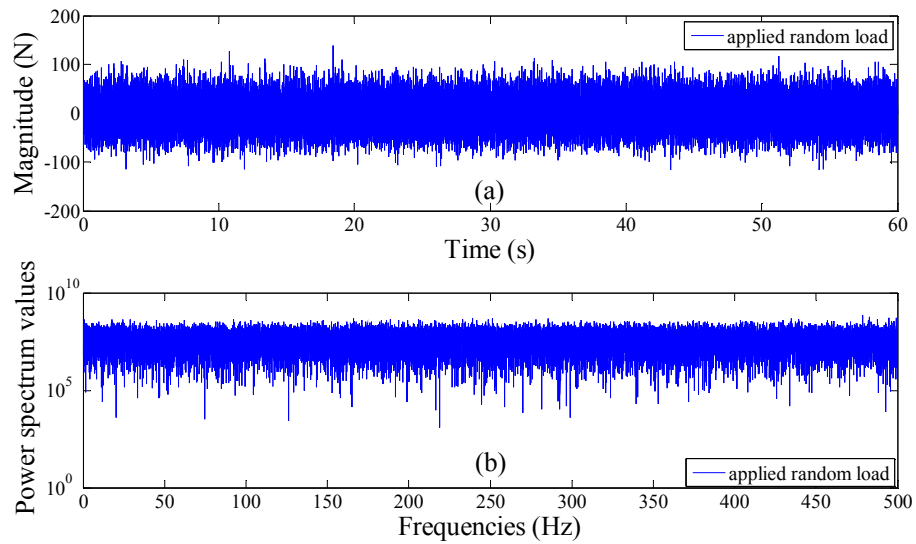 200
100
0
-100
-200
Magnitude (N)
applied random load
(a)
0 10 20 30 40 50 60
Time (s)
10^10
10^5
10^0
Power spectrum values
(b)
applied random load
0 50 100 150 200 250 300 350 400 450 500
Frequencies (Hz)